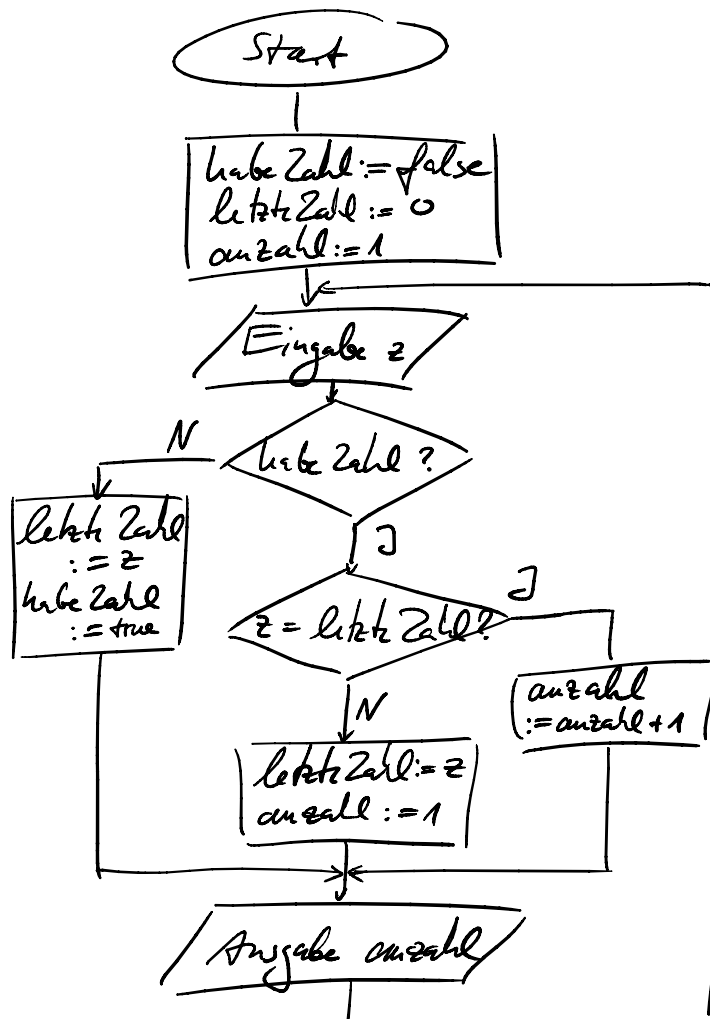 Start
habeZahl := false
letzteZahl := 0
anzahl := 1
Eingabe z
N
habeZahl ?
letzteZahl
:= z
habeZahl
:= true
J
z = letzteZahl?
J
anzahl
:= anzahl + 1
N
letzteZahl := z
anzahl := 1
Ausgabe anzahl